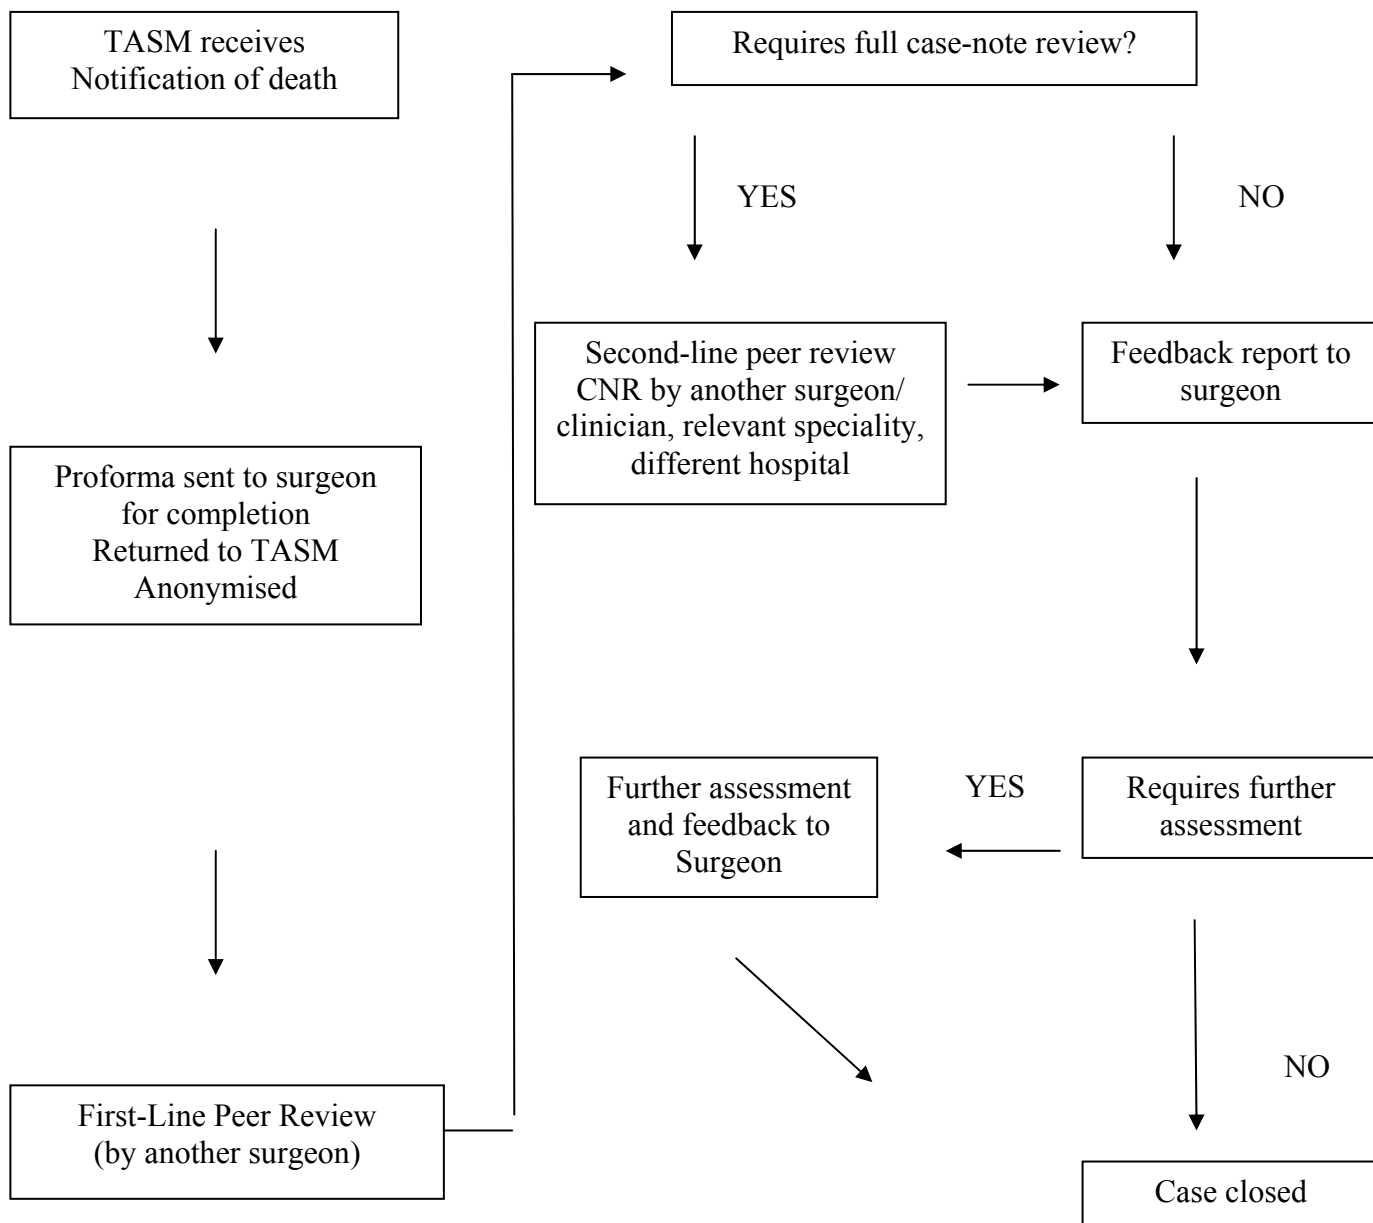 TASM receives
Notification of death
Proforma sent to surgeon
for completion
Returned to TASM
Anonymised
First-Line Peer Review
(by another surgeon)
Requires full case-note review?
YES
NO
Second-line peer review
CNR by another surgeon/
clinician, relevant speciality,
different hospital
Feedback report to
surgeon
Further assessment
and feedback to
Surgeon
YES
Requires further
assessment
NO
Case closed